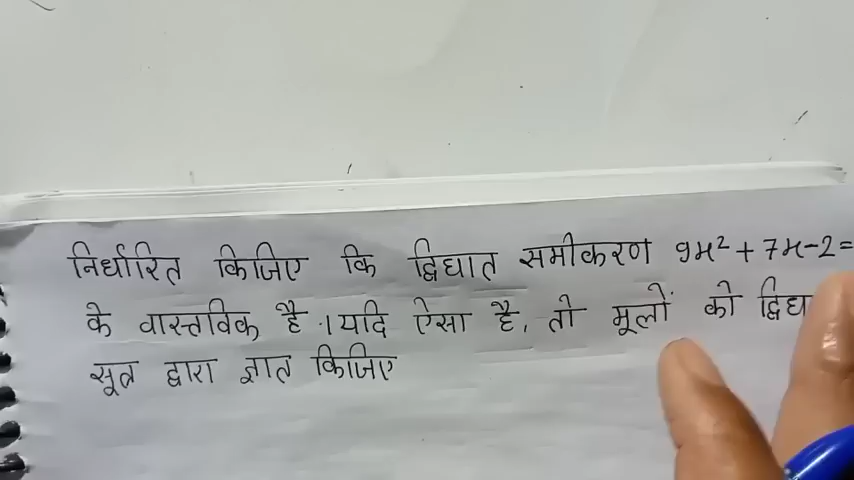 निर्धारित किजिए कि द्विघात समीकरण 9x² + 7x - 2 =
के वास्तविक है । यदि ऐसा है, तो मूलों को
सूत्र द्वारा ज्ञात किजिए